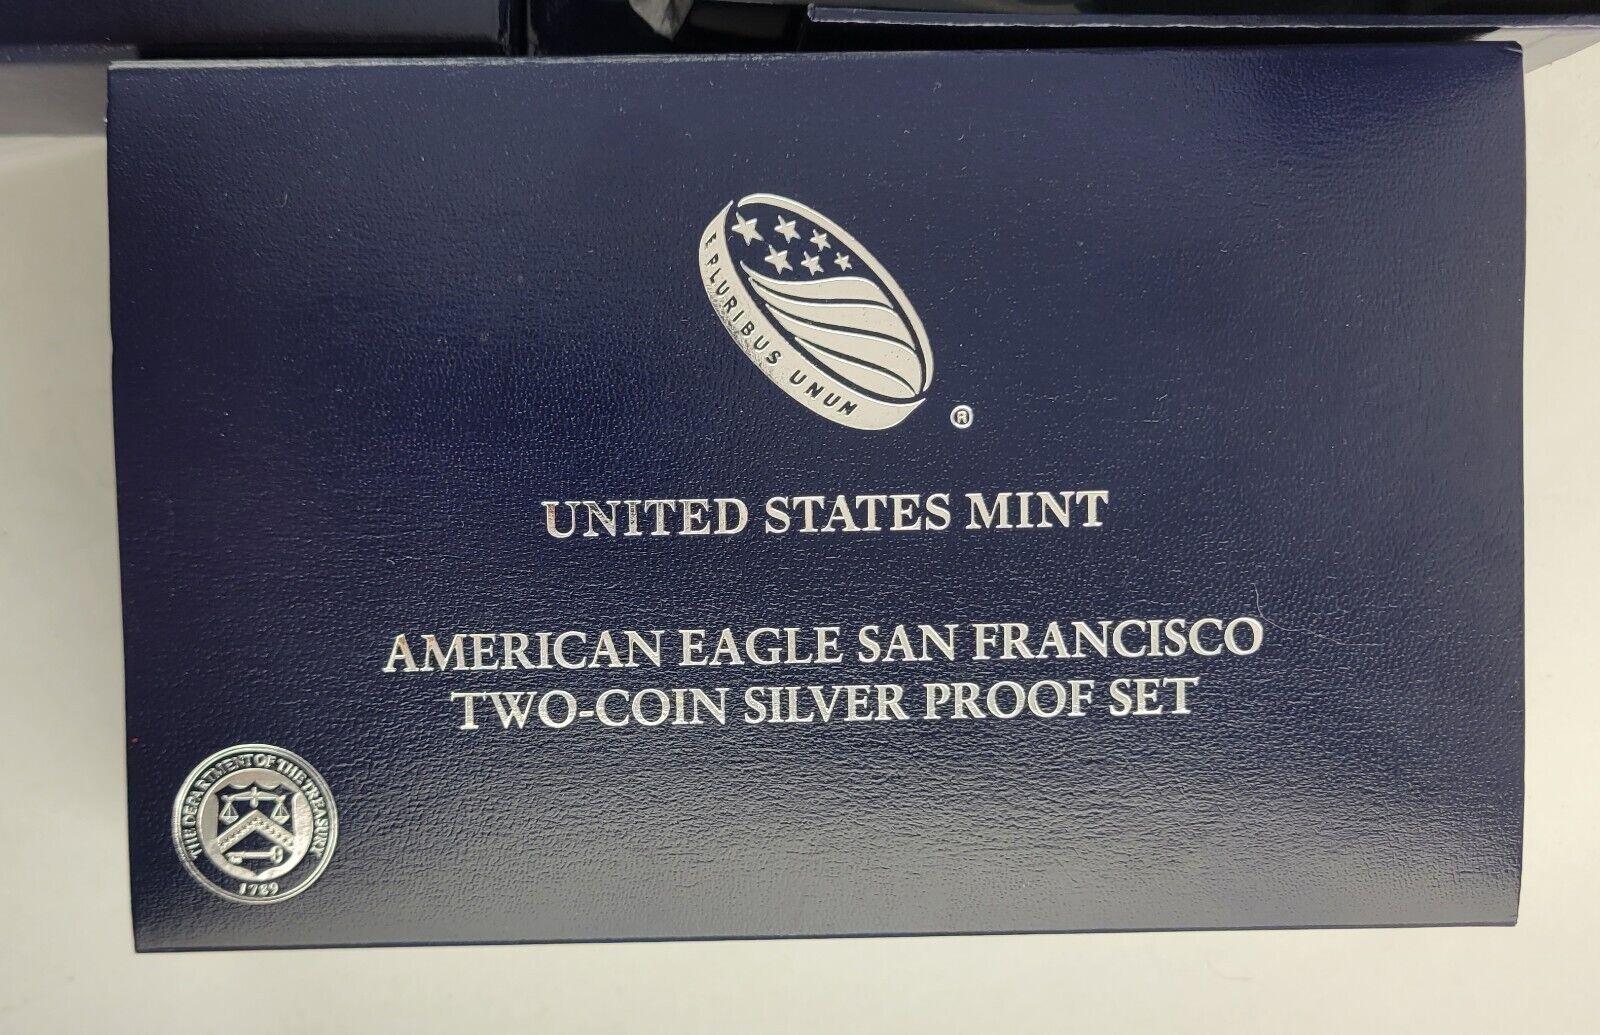 E PLURIBUS UNUM
®
UNITED STATES MINT
AMERICAN EAGLE SAN FRANCISCO
TWO-COIN SILVER PROOF SET
THE DEPARTMENT OF THE TREASURY
1789